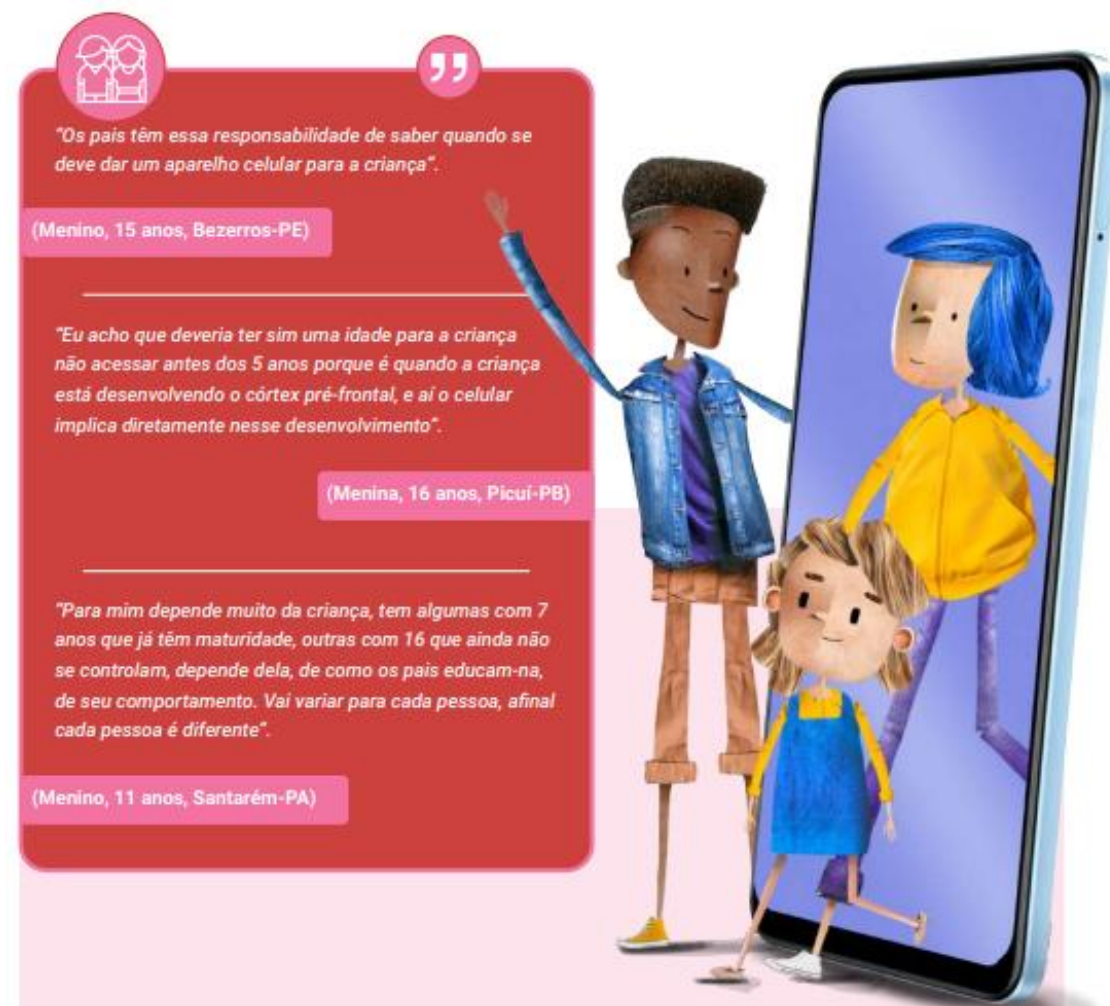 ”
“Os pais têm essa responsabilidade de saber quando se
deve dar um aparelho celular para a criança”.
(Menino, 15 anos, Bezerros-PE)
“Eu acho que deveria ter sim uma idade para a criança
não acessar antes dos 5 anos porque é quando a criança
está desenvolvendo o córtex pré-frontal, e aí o celular
implica diretamente nesse desenvolvimento”.
(Menina, 16 anos, Picuí-PB)
“Para mim depende muito da criança, tem algumas com 7
anos que já têm maturidade, outras com 16 que ainda não
se controlam, depende dela, de como os pais educam-na,
de seu comportamento. Vai variar para cada pessoa, afinal
cada pessoa é diferente”.
(Menino, 11 anos, Santarém-PA)